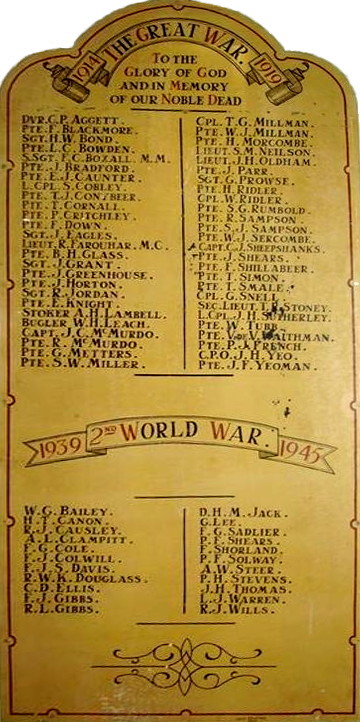 THE GREAT WAR.
1914 1919
TO THE
GLORY OF GOD
AND IN MEMORY
OF OUR NOBLE DEAD
DVR. C.P. AGGETT.
PTE. F. BLACKMORE.
SGT. H.W. BOND.
PTE. L.C. BOWDEN.
S.SGT. F.C. BOXALL, M.M.
PTE. J. BRADFORD.
PTE. E.J. CAUNTER.
L.CPL. S. COBLEY.
PTE. T.J. CONYBEER.
PTE. T. CORNALL.
PTE. P. CRITCHLEY.
PTE. F. DOWN.
SGT. J. EAGLES.
LIEUT. R. FARQUHAR, M.C.
PTE. B.H. GLASS.
SGT. J. GRANT.
PTE. J. GREENHOUSE.
PTE. J. HORTON.
SGT. R. JORDAN.
PTE. E. KNIGHT.
STOKER A.H. LAMBELL.
BUGLER W.H. LEACH.
CAPT. J.C. MCMURDO.
PTE. R. MCMURDO.
PTE. G. METTERS.
PTE. S.W. MILLER.
CPL. T.G. MILLMAN.
PTE. W.J. MILLMAN.
PTE. H. MORCOMBE.
LIEUT. S.M. NEILSON.
LIEUT. J.H. OLDHAM.
PTE. J. PARR.
SGT. G. PROWSE.
PTE. H. RIDLER.
CPL. W. RIDLER.
PTE. S.G. RUMBOLD.
PTE. R. SAMPSON.
PTE. S.J. SAMPSON.
PTE. W.J. SERCOMBE.
CAPT. C.J. SHEEPSHANKS.
PTE. J. SHEARS.
PTE. F. SHILLABEER.
PTE. T. SIMON.
PTE. T. SMALE.
CPL. G. SNELL.
SEC. LIEUT. T. STONEY.
L.CPL. J.H. SUTHERLEY.
PTE. W. TUBB.
PTE. WAITHMAN.
PTE. P.J. FRENCH.
C.P.O. J.H. YEO.
PTE. J.F. YEOMAN.
1939 2ND WORLD WAR. 1945
W.G. BAILEY.
H.T. CANON.
R.J. CAUSLEY.
A.L. CLAMPITT.
F.G. COLE.
F.J. COLWILL.
F.J.S. DAVIS.
R.W.K. DOUGLASS.
C.D. ELLIS.
F.J. GIBBS.
R.L. GIBBS.
D.H.M. JACK.
G. LEE.
F.G. SADLIER.
P.F. SHEARS.
F. SHORLAND.
P.F. SOLWAY.
A.W. STEER.
P.H. STEVENS.
J.H. THOMAS.
L.J. WARREN.
R.J. WILLS.